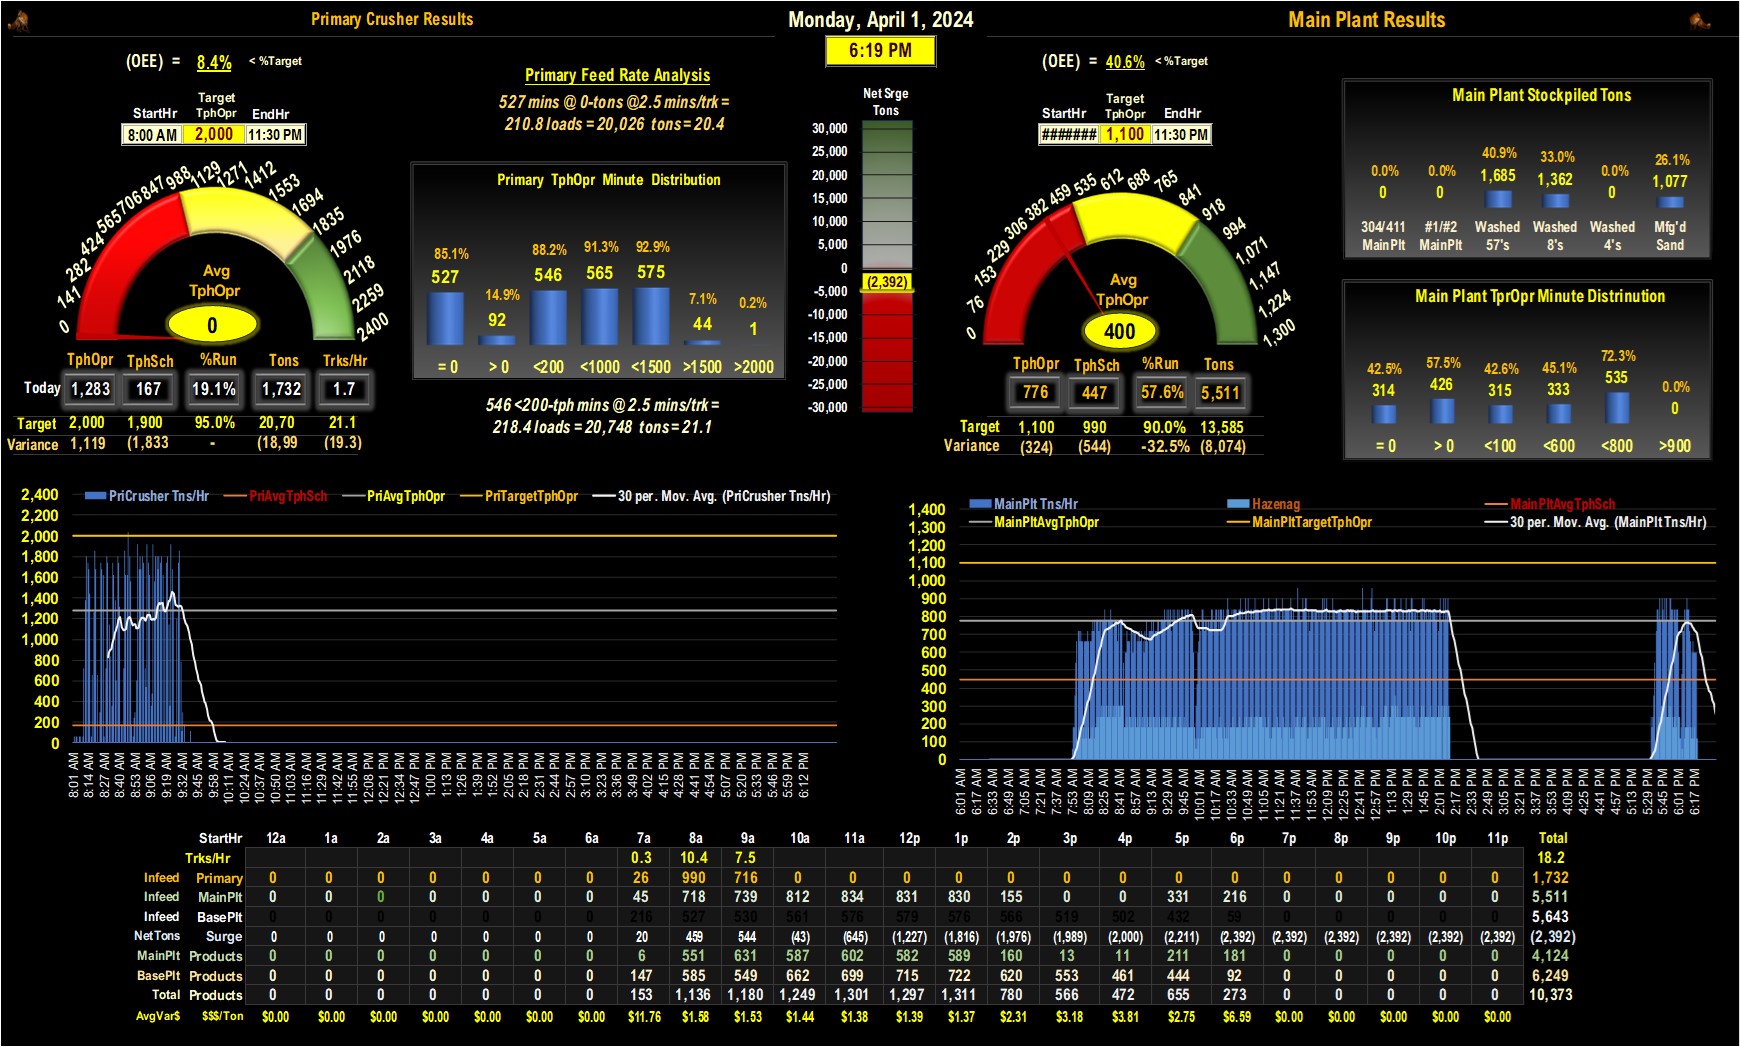 Primary Crusher Results
Monday, April 1, 2024
Main Plant Results
6:19 PM
(OEE) = 8.4% < %Target
StartHr Target TphOpr EndHr
8:00 AM 2,000 11:30 PM
0 141 282 424 565 706 847 988 1129 1271 1412 1553 1694 1835 1976 2118 2259 2400
Avg
TphOpr
0
TphOpr TphSch %Run Tons Trks/Hr
Today 1,283 167 19.1% 1,732 1.7
Target 2,000 1,900 95.0% 20,70 21.1
Variance 1,119 (1,833 - (18,99 (19.3)
Primary Feed Rate Analysis
527 mins @ 0-tons @2.5 mins/trk =
210.8 loads = 20,026 tons = 20.4
Primary TphOpr Minute Distribution
85.1% 14.9% 88.2% 91.3% 92.9% 7.1% 0.2%
527 92 546 565 575 44 1
= 0 > 0 <200 <1000 <1500 >1500 >2000
546 <200-tph mins @ 2.5 mins/trk =
218.4 loads = 20,748 tons = 21.1
Net Srge
Tons
30,000
25,000
20,000
15,000
10,000
5,000
0
(2,392)
-5,000
-10,000
-15,000
-20,000
-25,000
-30,000
(OEE) = 40.6% < %Target
StartHr Target TphOpr EndHr
####### 1,100 11:30 PM
0 76 153 229 306 382 459 535 612 688 765 841 918 994 1,071 1,147 1,224 1,300
Avg
TphOpr
400
TphOpr TphSch %Run Tons
776 447 57.6% 5,511
Target 1,100 990 90.0% 13,585
Variance (324) (544) -32.5% (8,074)
Main Plant Stockpiled Tons
0.0% 0.0% 40.9% 33.0% 0.0% 26.1%
0 0 1,685 1,362 0 1,077
304/411 #1/#2 Washed Washed Washed Mfg'd
MainPlt MainPlt 57's 8's 4's Sand
Main Plant TprOpr Minute Distrinution
42.5% 57.5% 42.6% 45.1% 72.3% 0.0%
314 426 315 333 535 0
= 0 > 0 <100 <600 <800 >900
PriCrusher Tns/Hr PriAvgTphSch PriAvgTphOpr PriTargetTphOpr 30 per. Mov. Avg. (PriCrusher Tns/Hr)
2,400
2,200
2,000
1,800
1,600
1,400
1,200
1,000
800
600
400
200
0
8:01 AM 8:14 AM 8:27 AM 8:40 AM 8:53 AM 9:06 AM 9:19 AM 9:32 AM 9:45 AM 9:58 AM 10:11 AM 10:24 AM 10:37 AM 10:50 AM 11:03 AM 11:16 AM 11:29 AM 11:42 AM 11:55 AM 12:08 PM 12:21 PM 12:34 PM 12:47 PM 1:00 PM 1:13 PM 1:26 PM 1:39 PM 1:52 PM 2:05 PM 2:18 PM 2:31 PM 2:44 PM 2:57 PM 3:10 PM 3:23 PM 3:36 PM 3:49 PM 4:02 PM 4:15 PM 4:28 PM 4:41 PM 4:54 PM 5:07 PM 5:20 PM 5:33 PM 5:46 PM 5:59 PM 6:12 PM
MainPlt Tns/Hr Hazenag MainPltAvgTphSch
MainPltAvgTphOpr MainPltTargetTphOpr 30 per. Mov. Avg. (MainPlt Tns/Hr)
1,400
1,300
1,200
1,100
1,000
900
800
700
600
500
400
300
200
100
0
6:01 AM 6:17 AM 6:33 AM 6:49 AM 7:05 AM 7:21 AM 7:37 AM 7:53 AM 8:09 AM 8:25 AM 8:41 AM 8:57 AM 9:13 AM 9:29 AM 9:45 AM 10:01 AM 10:17 AM 10:33 AM 10:49 AM 11:05 AM 11:21 AM 11:37 AM 11:53 AM 12:09 PM 12:25 PM 12:41 PM 12:57 PM 1:13 PM 1:29 PM 1:45 PM 2:01 PM 2:17 PM 2:33 PM 2:49 PM 3:05 PM 3:21 PM 3:37 PM 3:53 PM 4:09 PM 4:25 PM 4:41 PM 4:57 PM 5:13 PM 5:29 PM 5:45 PM 6:01 PM 6:17 PM
StartHr 12a 1a 2a 3a 4a 5a 6a 7a 8a 9a 10a 11a 12p 1p 2p 3p 4p 5p 6p 7p 8p 9p 10p 11p Total
Trks/Hr 0.3 10.4 7.5 18.2
Infeed Primary 0 0 0 0 0 0 0 26 990 716 0 0 0 0 0 0 0 0 0 0 0 0 0 0 1,732
Infeed MainPlt 0 0 0 0 0 0 0 45 718 739 812 834 831 830 155 0 0 331 216 0 0 0 0 0 5,511
Infeed BasePlt 0 0 0 0 0 0 0 216 527 530 561 576 579 576 566 519 502 432 59 0 0 0 0 0 5,643
NetTons Surge 0 0 0 0 0 0 0 20 459 544 (43) (645) (1,227) (1,816) (1,976) (1,989) (2,000) (2,211) (2,392) (2,392) (2,392) (2,392) (2,392) (2,392) (2,392)
MainPlt Products 0 0 0 0 0 0 0 6 551 631 587 602 582 589 160 13 11 211 181 0 0 0 0 0 4,124
BasePlt Products 0 0 0 0 0 0 0 147 585 549 662 699 715 722 620 553 461 444 92 0 0 0 0 0 6,249
Total Products 0 0 0 0 0 0 0 153 1,136 1,180 1,249 1,301 1,297 1,311 780 566 472 655 273 0 0 0 0 0 10,373
AvgVar$ $$$/Ton $0.00 $0.00 $0.00 $0.00 $0.00 $0.00 $0.00 $11.76 $1.58 $1.53 $1.44 $1.38 $1.39 $1.37 $2.31 $3.18 $3.81 $2.75 $6.59 $0.00 $0.00 $0.00 $0.00 $0.00